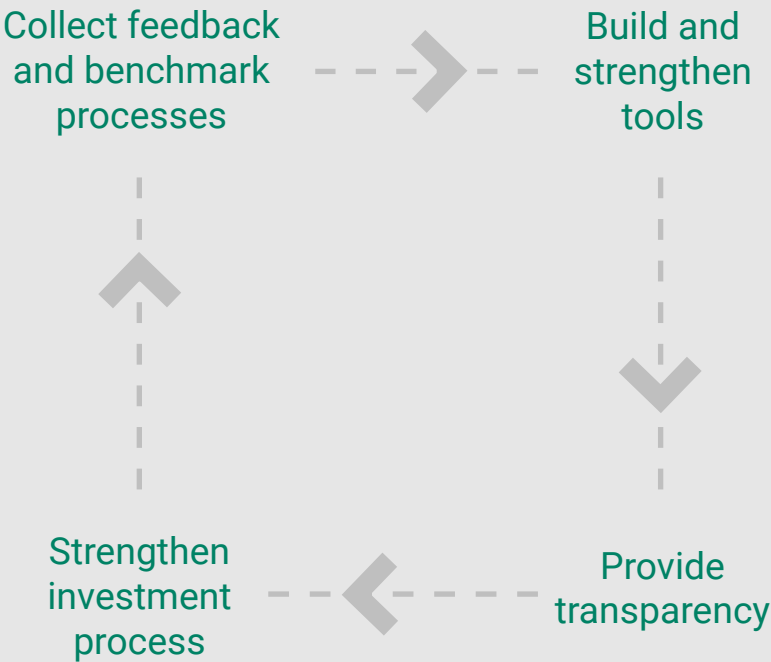 Collect feedback
and benchmark
processes
Build and
strengthen
tools
Provide
transparency
Strengthen
investment
process